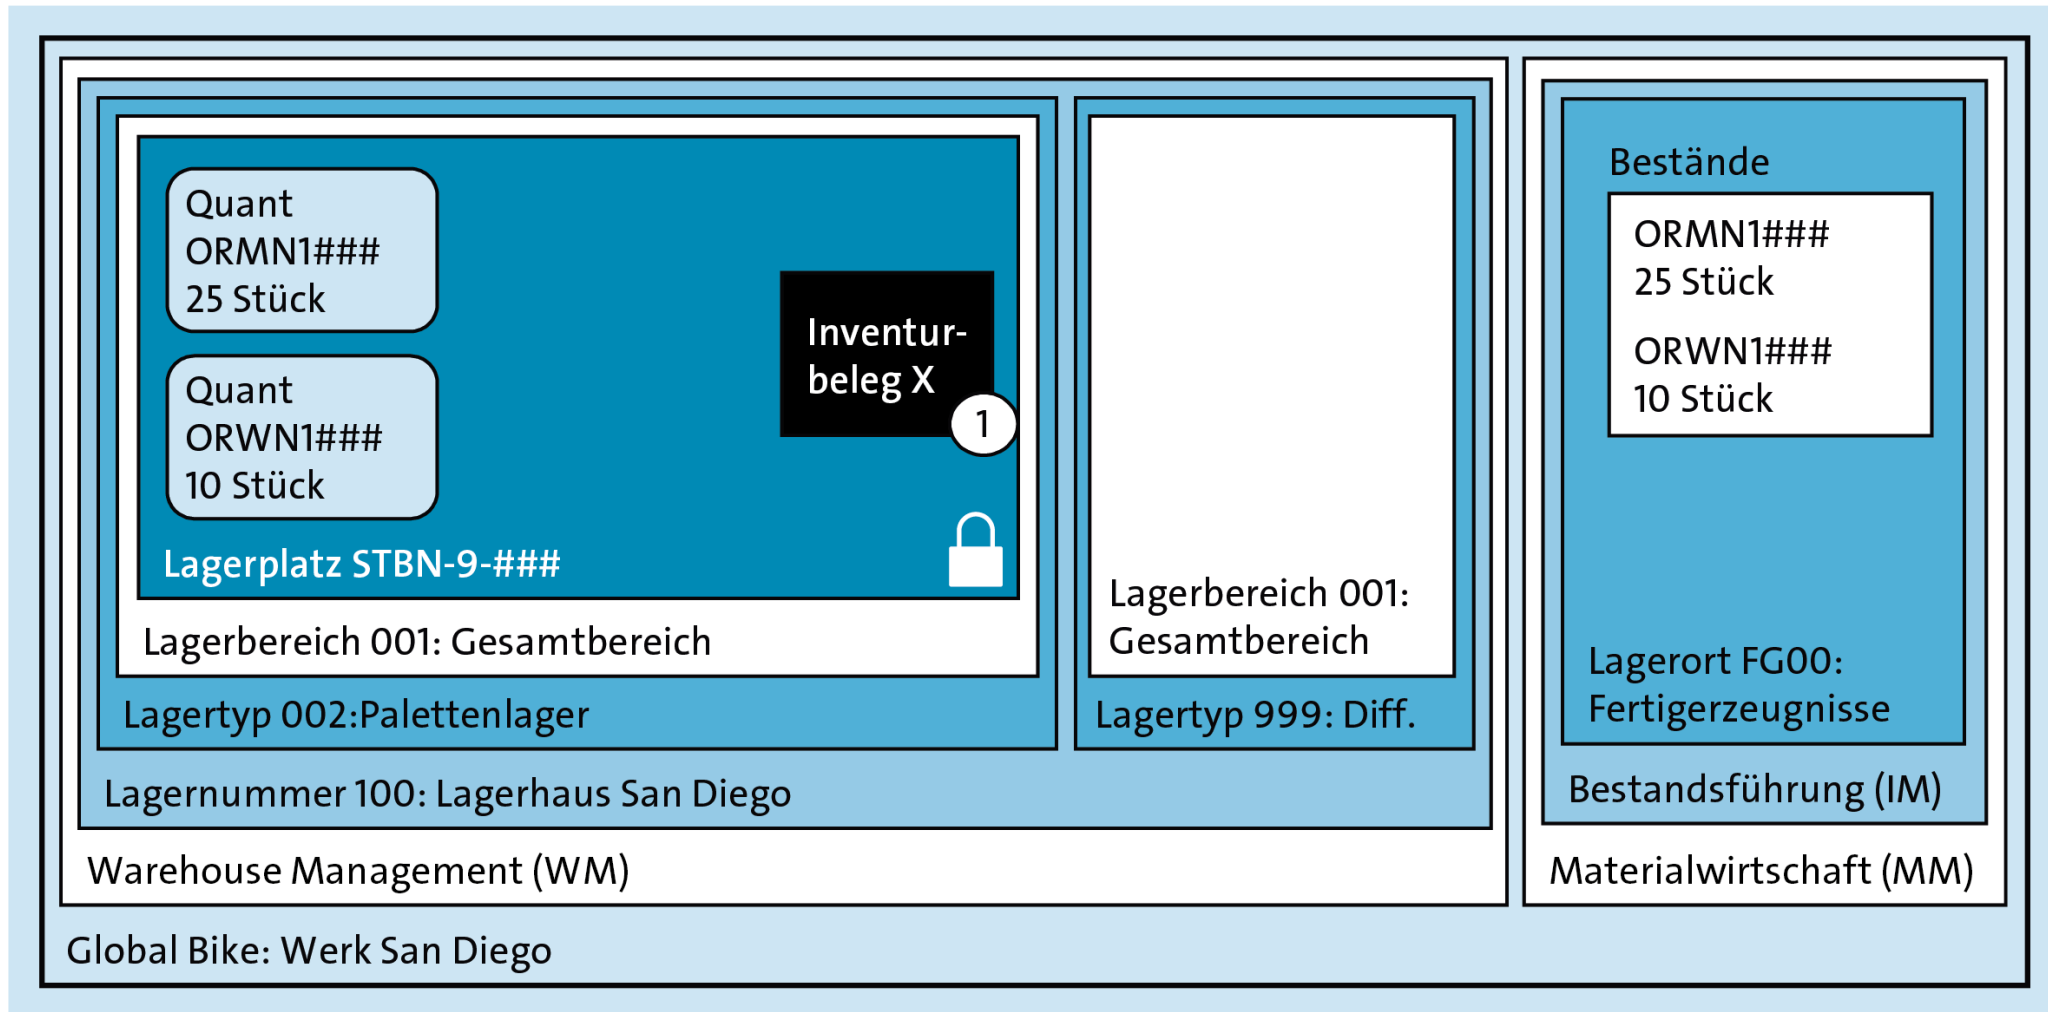 Quant
ORMN1###
25 Stück
Quant
ORWN1###
10 Stück
Inventur-
beleg X
1
Lagerplatz STBN-9-###
Lagerbereich 001: Gesamtbereich
Lagertyp 002:Palettenlager
Lagerbereich 001:
Gesamtbereich
Lagertyp 999: Diff.
Lagernummer 100: Lagerhaus San Diego
Warehouse Management (WM)
Bestände
ORMN1###
25 Stück
ORWN1###
10 Stück
Lagerort FG00:
Fertigerzeugnisse
Bestandsführung (IM)
Materialwirtschaft (MM)
Global Bike: Werk San Diego